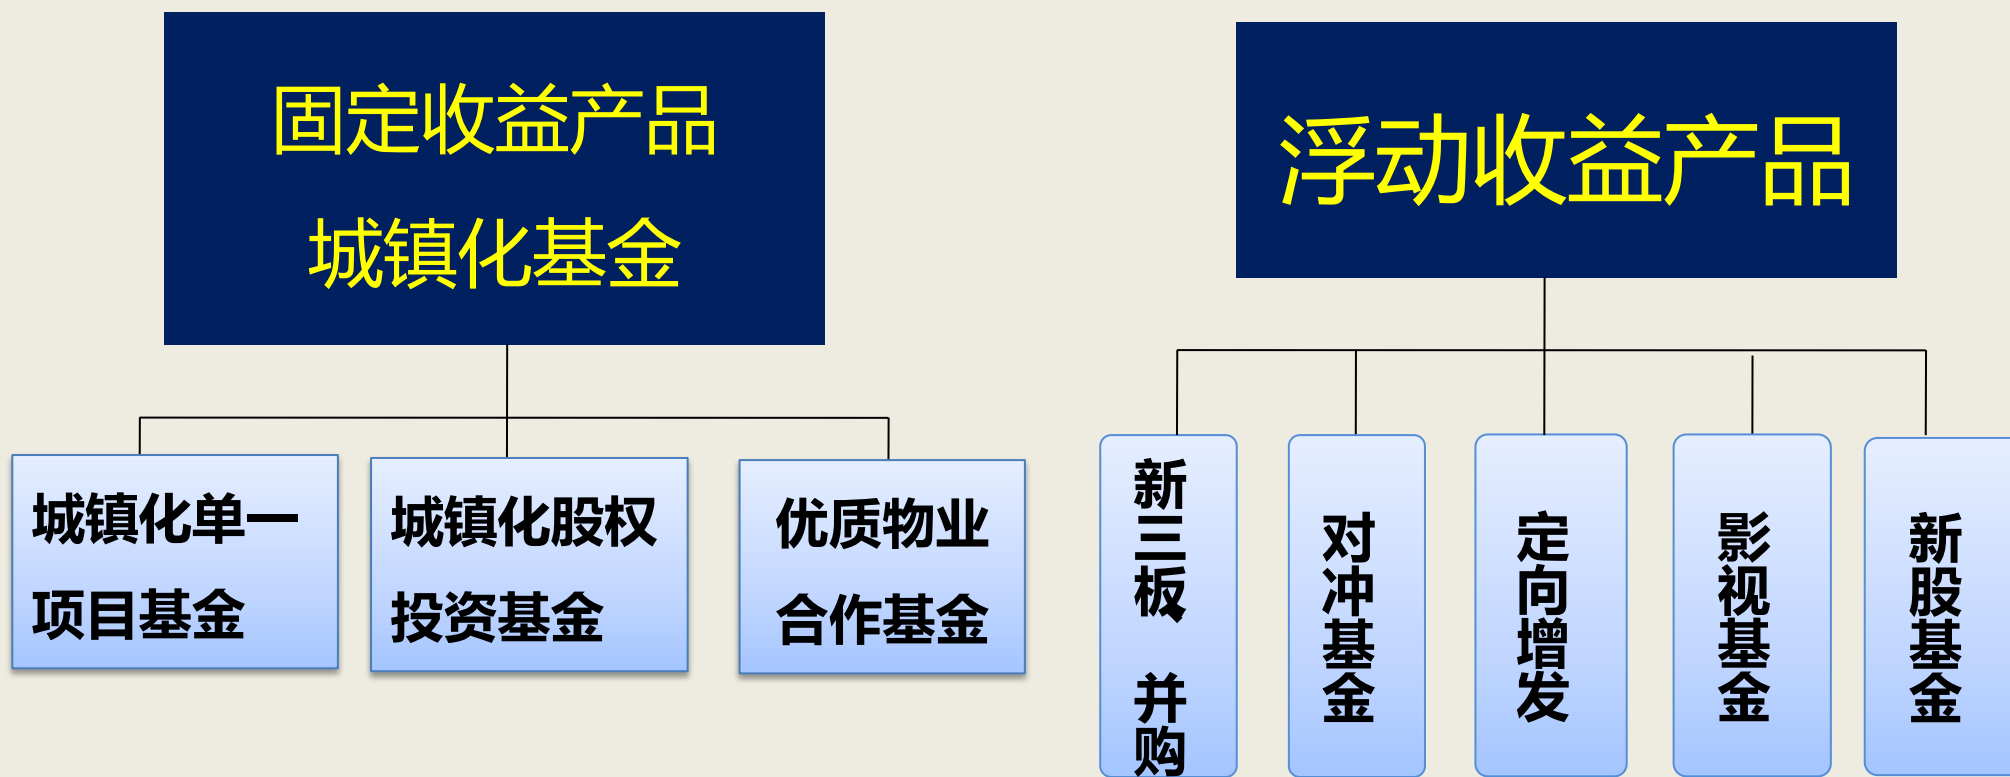 固定收益产品
城镇化基金
浮动收益产品
城镇化单一
项目基金
城镇化股权
投资基金
优质物业
合作基金
新三板、并购
对冲基金
定向增发
影视基金
新股基金